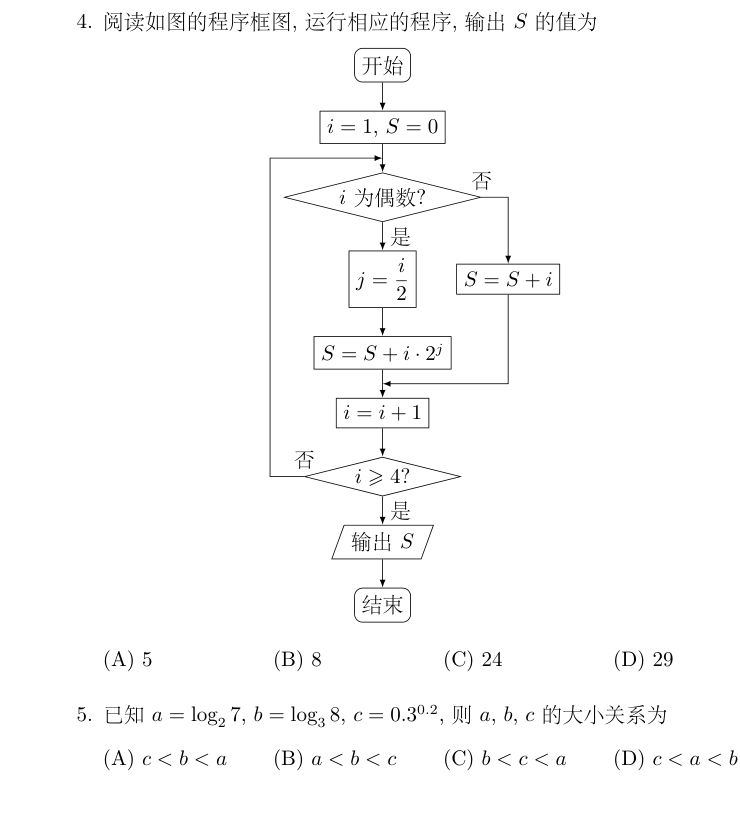 4. 阅读如图的程序框图, 运行相应的程序, 输出 S 的值为
开始
i = 1, S = 0
否
i 为偶数?
是
j = i/2
S = S + i
S = S + i · 2^j
i = i + 1
否
i ⩾ 4?
是
输出 S
结束
(A) 5 (B) 8 (C) 24 (D) 29
5. 已知 a = log₂ 7, b = log₃ 8, c = 0.3^0.2, 则 a, b, c 的大小关系为
(A) c < b < a (B) a < b < c (C) b < c < a (D) c < a < b